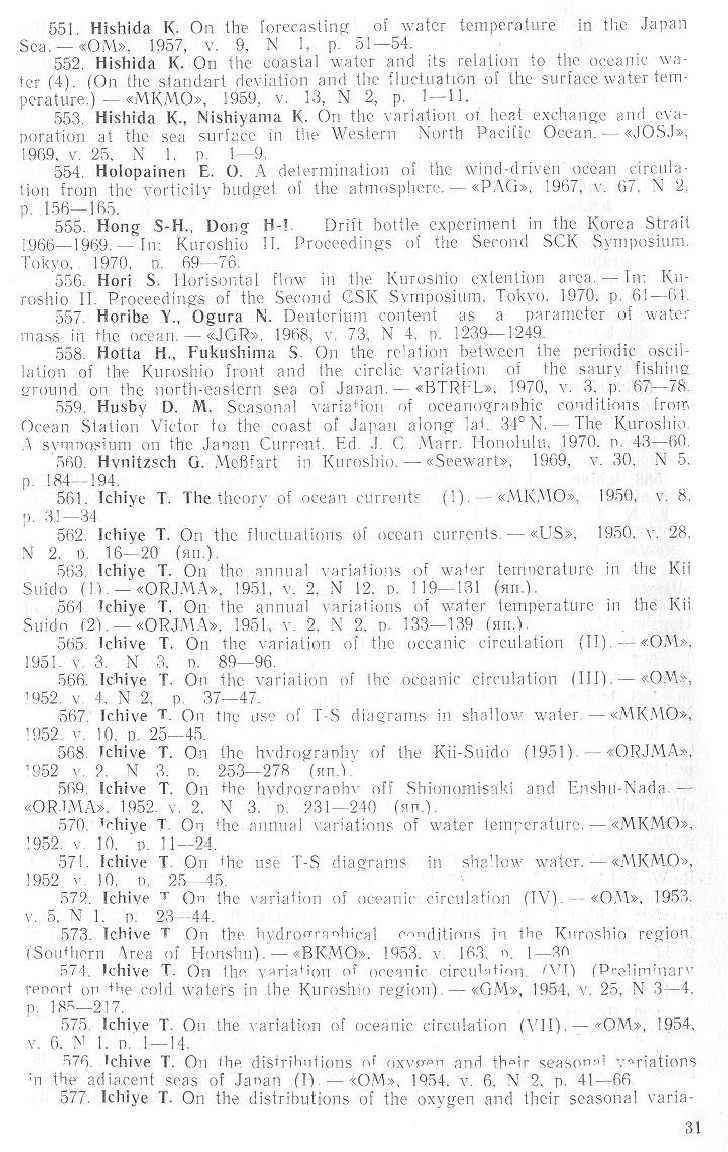 551. Hishida K. On the forecasting of water temperature in the Japan
Sea. — «OM», 1957, v. 9, N 1, p. 51—54.
552. Hishida K. On the coastal water and its relation to the oceanic wa-
ter (4). (On the standart deviation and the fluctuation of the surface water tem-
perature.) — «MKMO», 1959, v. 13, N 2, p. 1—11.
553. Hishida K., Nishiyama K. On the variation of heat exchange and eva-
poration at the sea surface in the Western North Pacific Ocean. — «JOSJ»,
1969, v. 25, N 1, p. 1—9.
554. Holopainen E. O. A determination of the wind-driven ocean circula-
tion from the vorticity budget of the atmosphere. — «PAG», 1967, v. 67, N 2,
p. 156—165.
555. Hong S-H., Dong H-I. Drift bottle experiment in the Korea Strait
1966—1969. — In: Kuroshio II. Proceedings of the Second SCK Symposium.
Tokyo, 1970, p. 69—76.
556. Hori S. Horisontal flow in the Kuroshio extention area. — In: Ku-
roshio II. Proceedings of the Second CSK Symposium, Tokyo, 1970, p. 61—64.
557. Horibe Y., Ogura N. Deuterium content as a parameter of water
mass in the ocean. — «JGR», 1968, v. 73, N 4, p. 1239—1249.
558. Hotta H., Fukushima S. On the relation between the periodic oscil-
lation of the Kuroshio front and the circlic variation of the saury fishing
ground on the north-eastern sea of Japan. — «BTRFL», 1970, v. 3, p. 67—78.
559. Husby D. M. Seasonal variation of oceanographic conditions from
Ocean Station Victor to the coast of Japan along lat. 34° N. — The Kuroshio.
A symposium on the Japan Current. Ed. J. C. Marr. Honolulu, 1970, p. 43—60.
560. Hynitzsch G. Meßfart in Kuroshio. — «Seewart», 1969, v. 30, N 5,
p. 184—194.
561. Ichiye T. The theory of ocean currents (1). — «MKMO», 1950, v. 8,
p. 31—34.
562. Ichiye T. On the fluctuations of ocean currents. — «US», 1950, v. 28,
N 2, p. 16—20 (яп.).
563. Ichiye T. On the annual variations of water temperature in the Kii
Suido (1). — «ORJMA», 1951, v. 2, N 12, p. 119—131 (яп.).
564. Ichiye T. On the annual variations of water temperature in the Kii
Suido (2). — «ORJMA», 1951, v. 2, N 2, p. 133—139 (яп.).
565. Ichiye T. On the variation of the oceanic circulation (II). — «OM»,
1951, v. 3, N 3, p. 89—96.
566. Ichiye T. On the variation of the oceanic circulation (III). — «OM»,
1952, v. 4, N 2, p. 37—47.
567. Ichiye T. On the use of T-S diagrams in shallow water. — «MKMO»,
1952, v. 10, p. 25—45.
568. Ichiye T. On the hydrography of the Kii-Suido (1951). — «ORJMA»,
1952 v. 2, N 3, p. 253—278 (яп.).
569. Ichiye T. On the hydrography off Shionomisaki and Enshu-Nada. —
«ORJMA», 1952, v. 2, N 3, p. 231—240 (яп.).
570. Ichiye T. On the annual variations of water temperature. — «MKMO»,
1952, v. 10, p. 11—24.
571. Ichiye T. On the use T-S diagrams in shallow water. — «MKMO»,
1952 v. 10, p. 25—45.
572. Ichiye T On the variation of oceanic circulation (IV). — «OM», 1953,
v. 5, N 1, p. 23—44.
573. Ichiye T On the hydrographical conditions in the Kuroshio region.
(Southern Area of Honshu). — «BKMO», 1953, v. 163, p. 1—30.
574. Ichiye T. On the variation of oceanic circulation. (VI) (Preliminary
report on the cold waters in the Kuroshio region). — «GM», 1954, v. 25, N 3—4,
p. 185—217.
575. Ichiye T. On the variation of oceanic circulation (VII). — «OM», 1954,
v. 6, N 1, p. 1—14.
576. Ichiye T. On the distributions of oxygen and their seasonal variations
in the adjacent seas of Japan (I). — «OM», 1954, v. 6, N 2, p. 41—66.
577. Ichiye T. On the distributions of the oxygen and their seasonal varia-
31